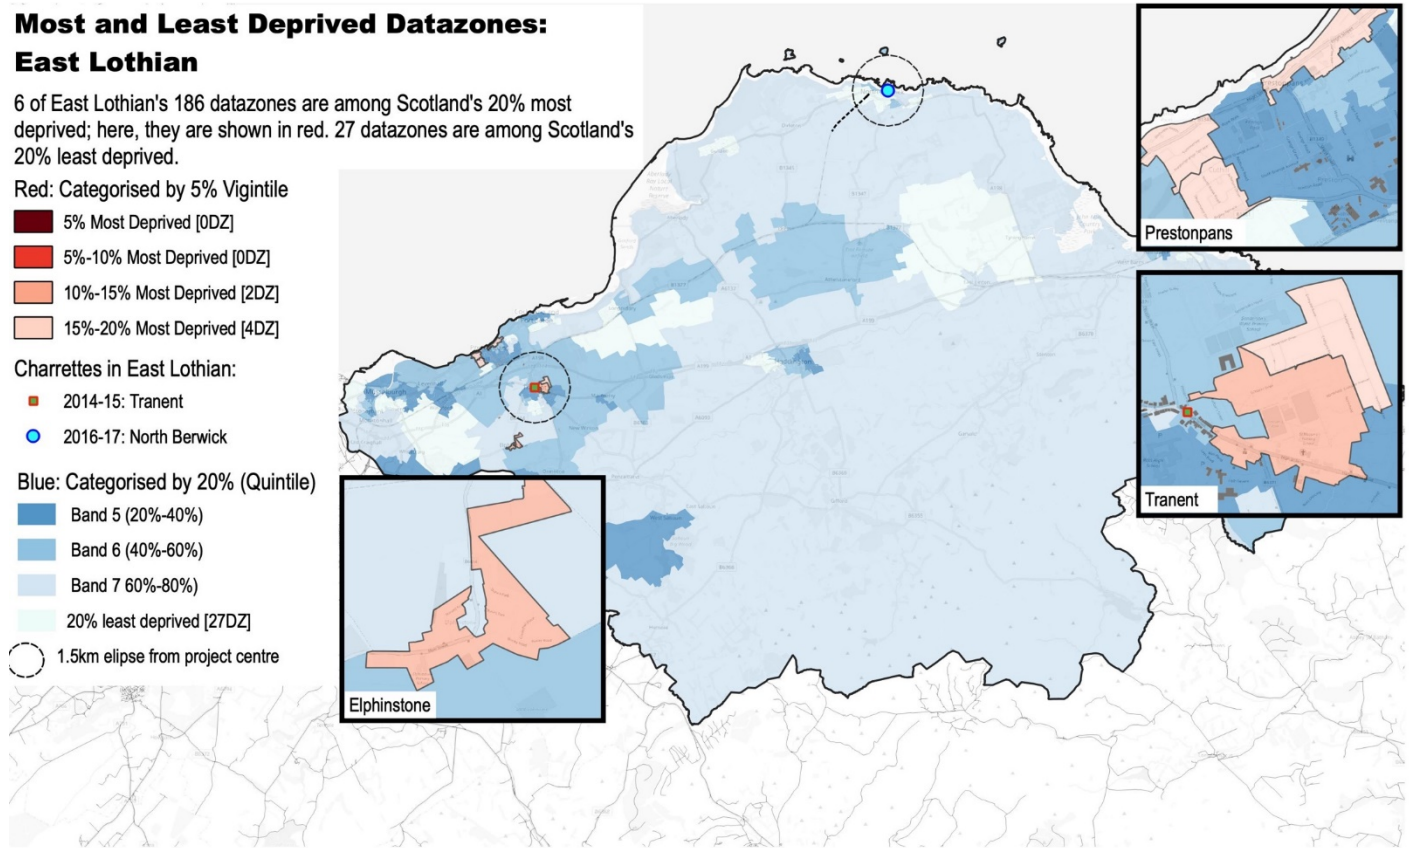 Most and Least Deprived Datazones:
East Lothian
6 of East Lothian's 186 datazones are among Scotland's 20% most
deprived; here, they are shown in red. 27 datazones are among Scotland's
20% least deprived.
Red: Categorised by 5% Vigintile
5% Most Deprived [0DZ]
5%-10% Most Deprived [0DZ]
10%-15% Most Deprived [2DZ]
15%-20% Most Deprived [4DZ]
Charrettes in East Lothian:
2014-15: Tranent
2016-17: North Berwick
Blue: Categorised by 20% (Quintile)
Band 5 (20%-40%)
Band 6 (40%-60%)
Band 7 60%-80%)
20% least deprived [27DZ]
1.5km elipse from project centre
Prestonpans
Tranent
Elphinstone